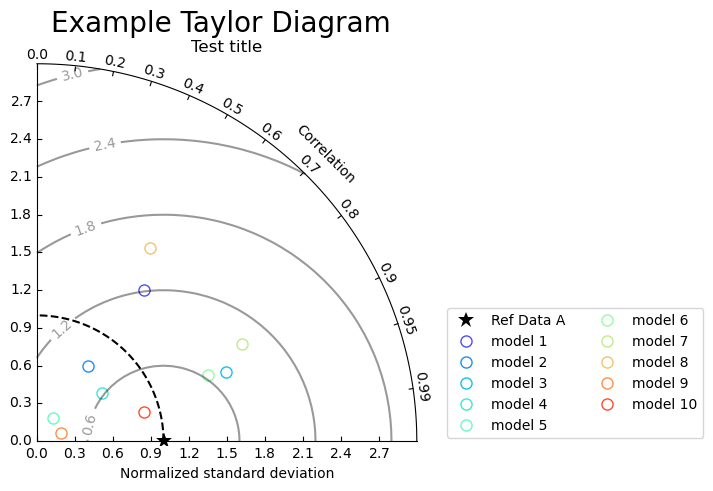 Example Taylor Diagram
Test title
0.0 0.1 0.2 0.3 0.4 0.5 0.6 0.7 0.8 0.9 0.95 0.99
Correlation
3.0
2.4
1.8
1.2
0.6
2.7
2.4
2.1
1.8
1.5
1.2
0.9
0.6
0.3
0.0
0.0 0.3 0.6 0.9 1.2 1.5 1.8 2.1 2.4 2.7
Normalized standard deviation
Ref Data A
model 1
model 2
model 3
model 4
model 5
model 6
model 7
model 8
model 9
model 10